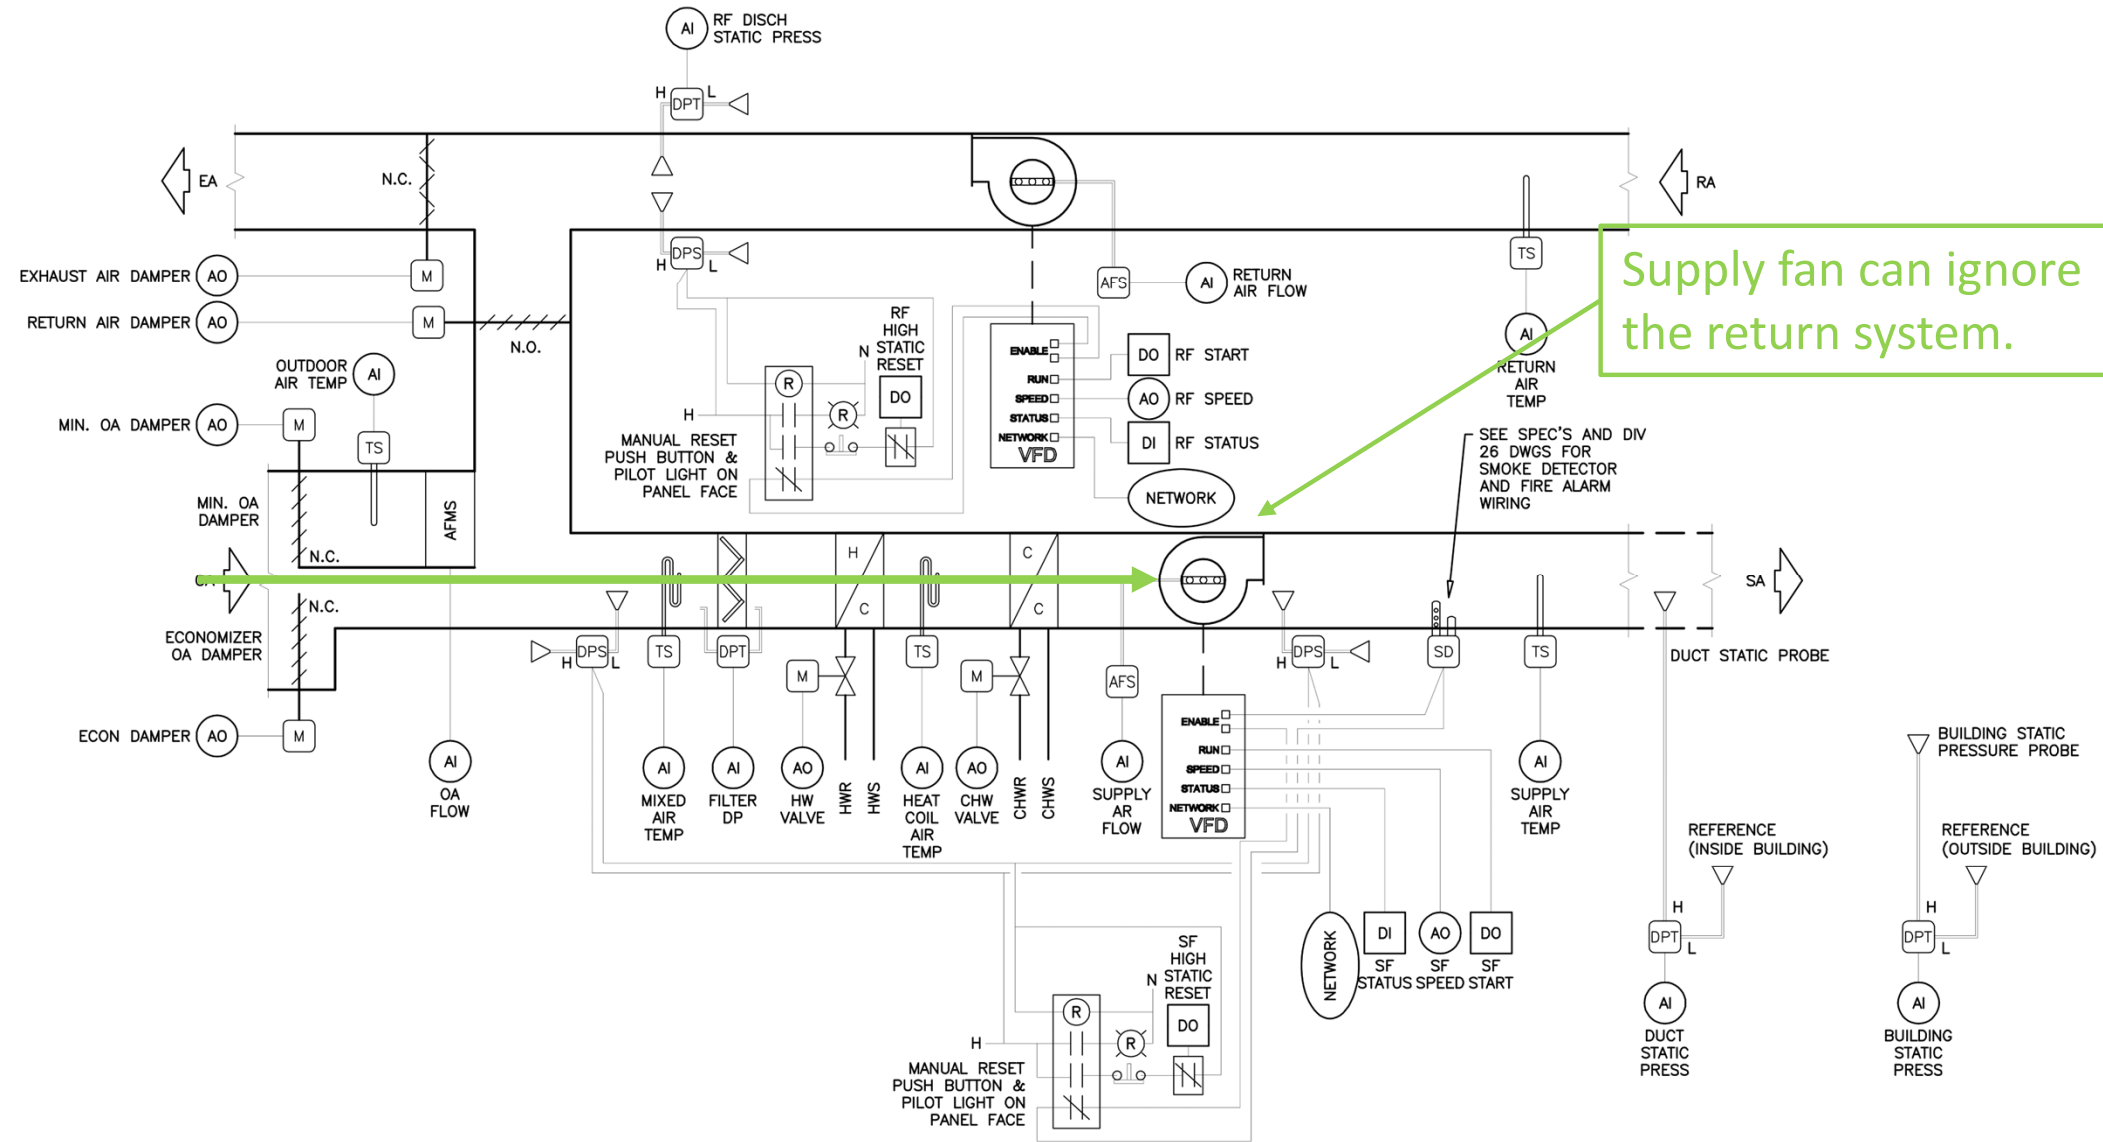 AI
RF DISCH
STATIC PRESS
H
L
DPT
EA
N.C.
RA
EXHAUST AIR DAMPER
AO
M
DPS
H
L
AFS
AI
RETURN
AIR FLOW
TS
Supply fan can ignore
the return system.
RETURN AIR DAMPER
AO
M
N.O.
RF
HIGH
STATIC
RESET
N
DO
ENABLE
RUN
SPEED
STATUS
NETWORK
VFD
DO
RF START
AO
RF SPEED
DI
RF STATUS
NETWORK
AI
RETURN
AIR
TEMP
OUTDOOR
AIR TEMP
AI
R
R
H
MANUAL RESET
PUSH BUTTON &
PILOT LIGHT ON
PANEL FACE
MIN. OA DAMPER
AO
M
TS
SEE SPEC'S AND DIV
26 DWGS FOR
SMOKE DETECTOR
AND FIRE ALARM
WIRING
MIN. OA
DAMPER
AFMS
N.C.
H
C
C
C
OA
SA
N.C.
ECONOMIZER
OA DAMPER
H
DPS
L
TS
DPT
M
TS
M
AFS
H
DPS
L
SD
TS
DUCT STATIC PROBE
ECON DAMPER
AO
M
ENABLE
RUN
SPEED
STATUS
NETWORK
VFD
BUILDING STATIC
PRESSURE PROBE
AI
OA
FLOW
AI
MIXED
AIR
TEMP
AI
FILTER
DP
AO
HW
VALVE
HWR
HWS
AI
HEAT
COIL
AIR
TEMP
AO
CHW
VALVE
CHWR
CHWS
AI
SUPPLY
AR
FLOW
AI
SUPPLY
AIR
TEMP
REFERENCE
(INSIDE BUILDING)
REFERENCE
(OUTSIDE BUILDING)
NETWORK
DI
SF
STATUS
AO
SF
SPEED
DO
SF
START
H
DPT
L
AI
DUCT
STATIC
PRESS
H
DPT
L
AI
BUILDING
STATIC
PRESS
SF
HIGH
STATIC
RESET
N
DO
R
R
H
MANUAL RESET
PUSH BUTTON &
PILOT LIGHT ON
PANEL FACE